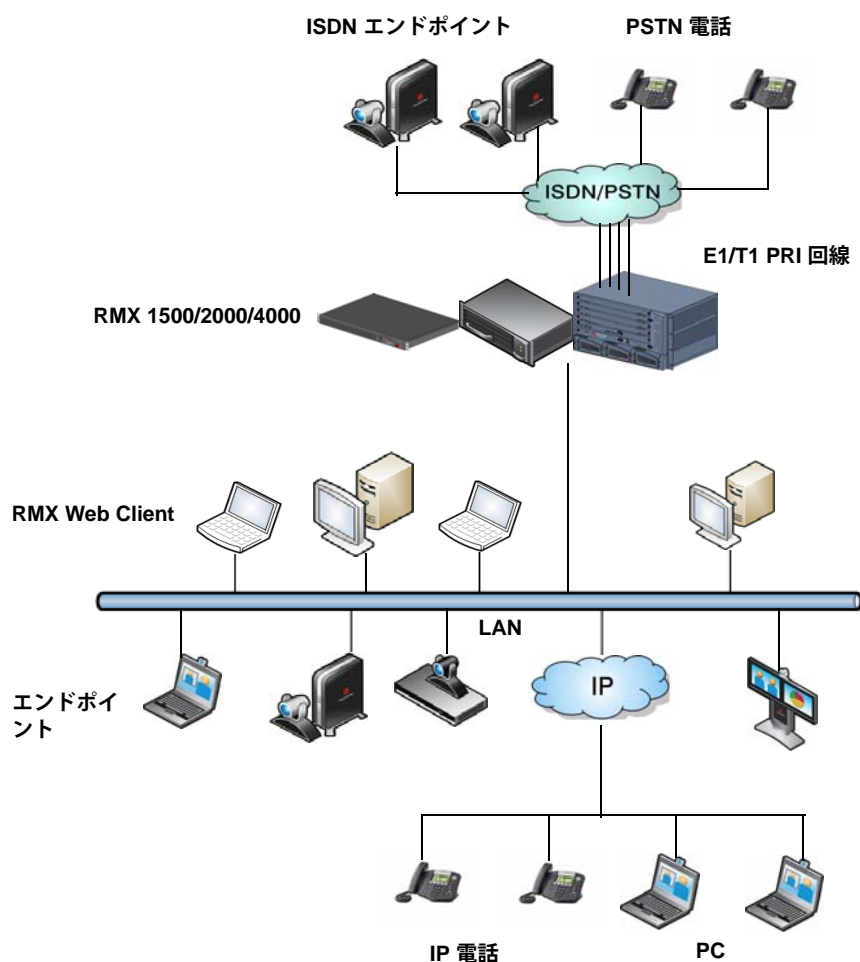 ISDN エンドポイント
PSTN 電話
ISDN/PSTN
E1/T1 PRI 回線
RMX 1500/2000/4000
RMX Web Client
LAN
エンドポイ
ント
IP
IP 電話
PC